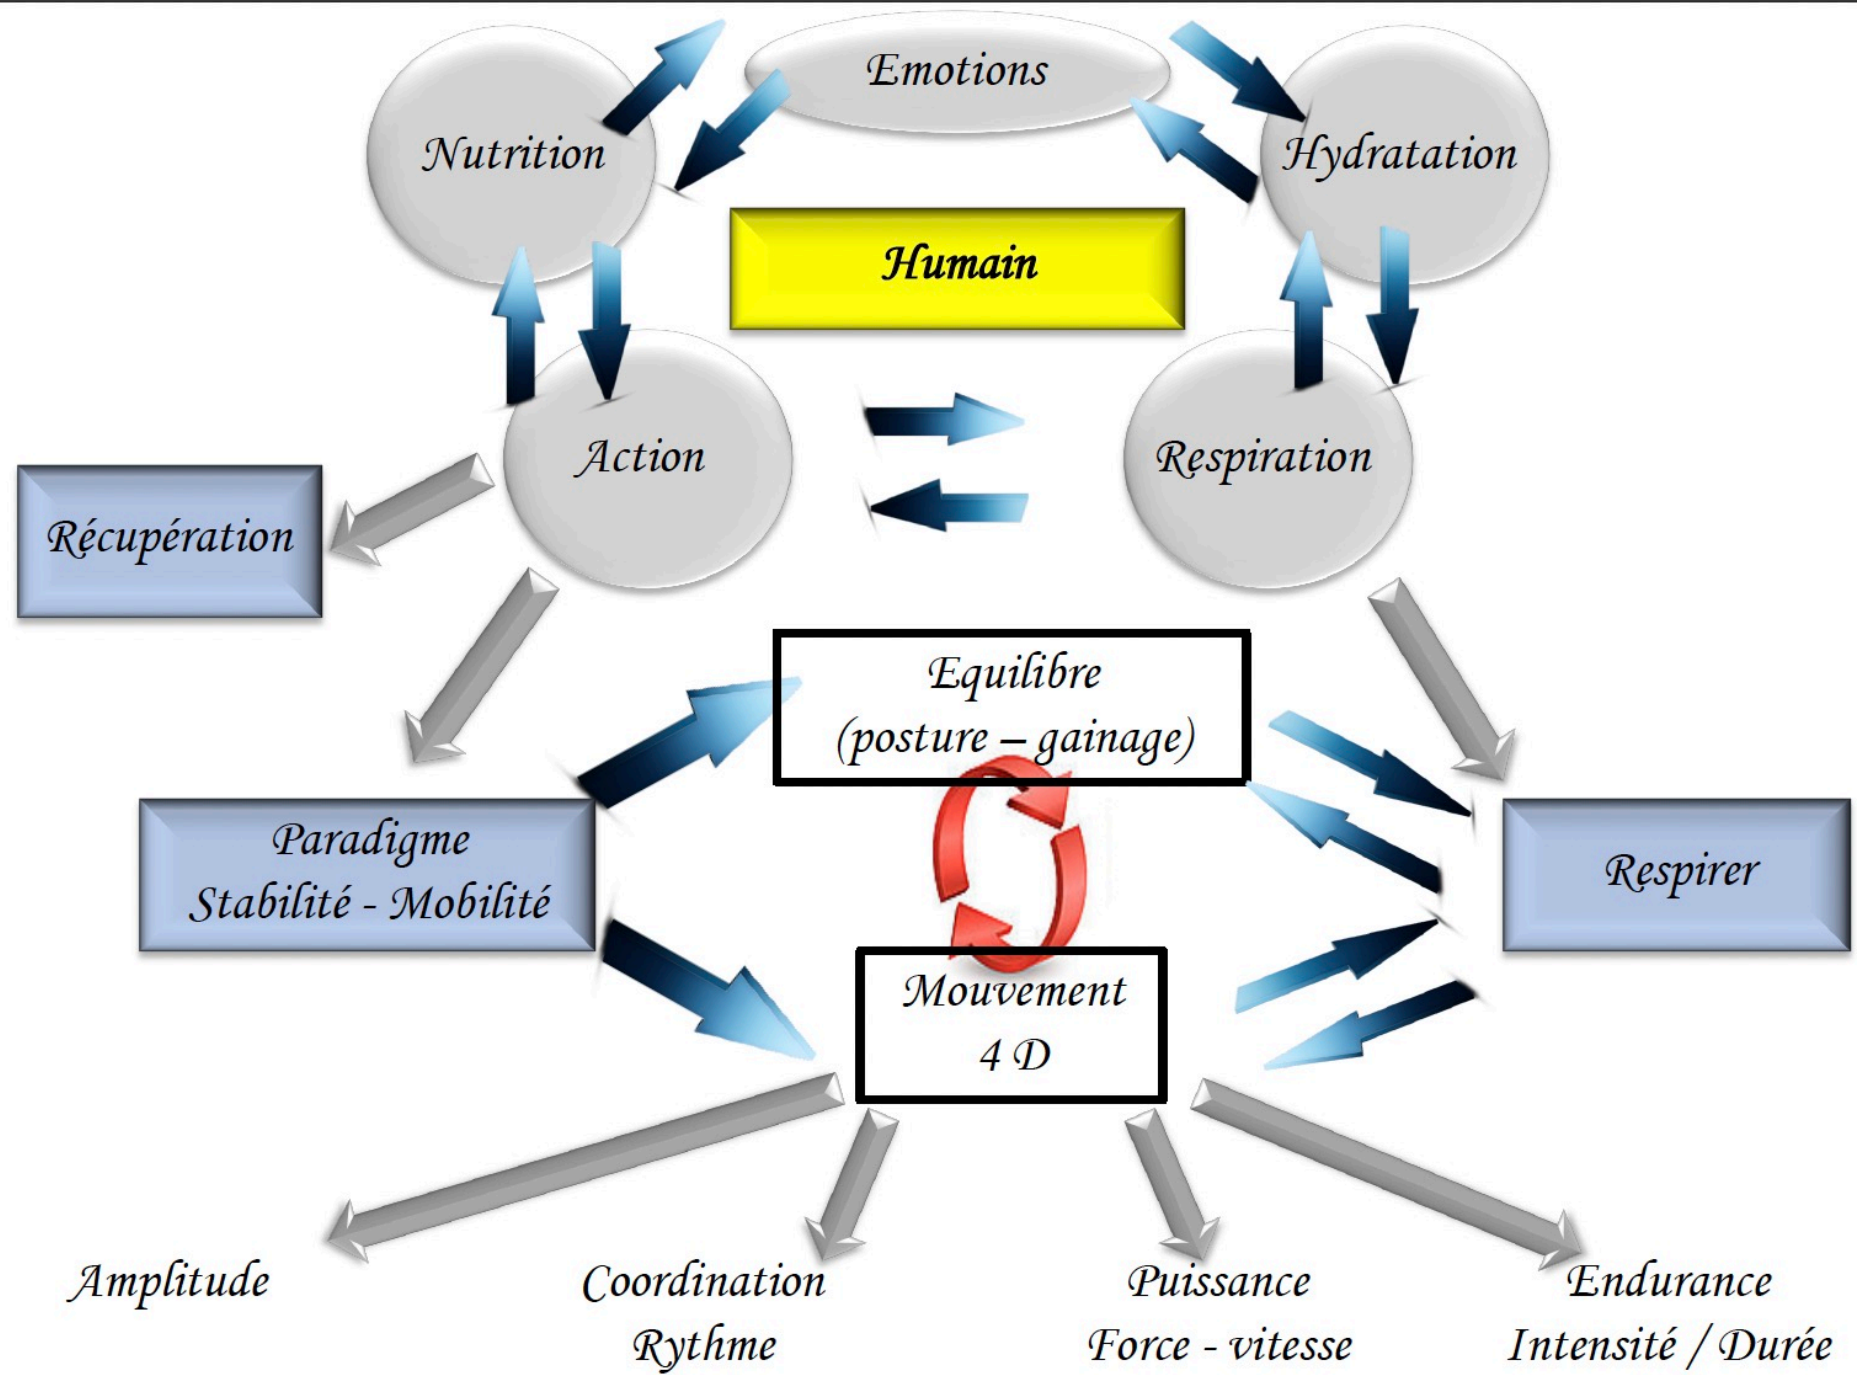 Emotions
Nutrition
Hydratation
Humain
Action
Respiration
Récupération
Equilibre
(posture – gainage)
Paradigme
Stabilité - Mobilité
Respirer
Mouvement
4 D
Amplitude
Coordination
Rythme
Puissance
Force - vitesse
Endurance
Intensité / Durée